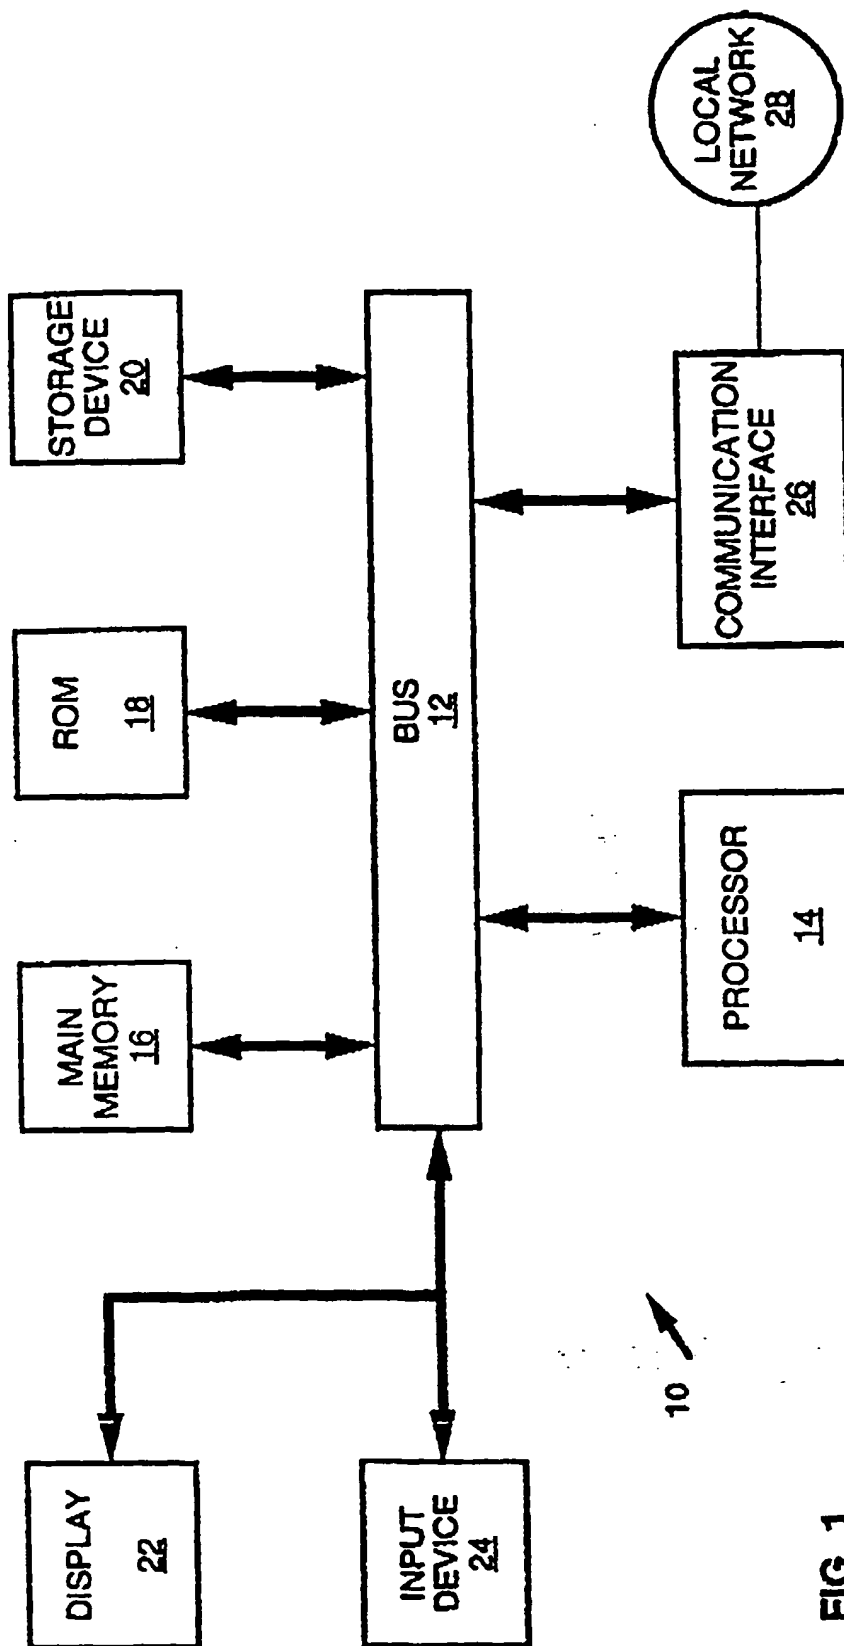 DISPLAY
22
MAIN
MEMORY
16
ROM
18
STORAGE
DEVICE
20
INPUT
DEVICE
24
BUS
12
10
PROCESSOR
14
COMMUNICATION
INTERFACE
26
LOCAL
NETWORK
28
FIG. 1